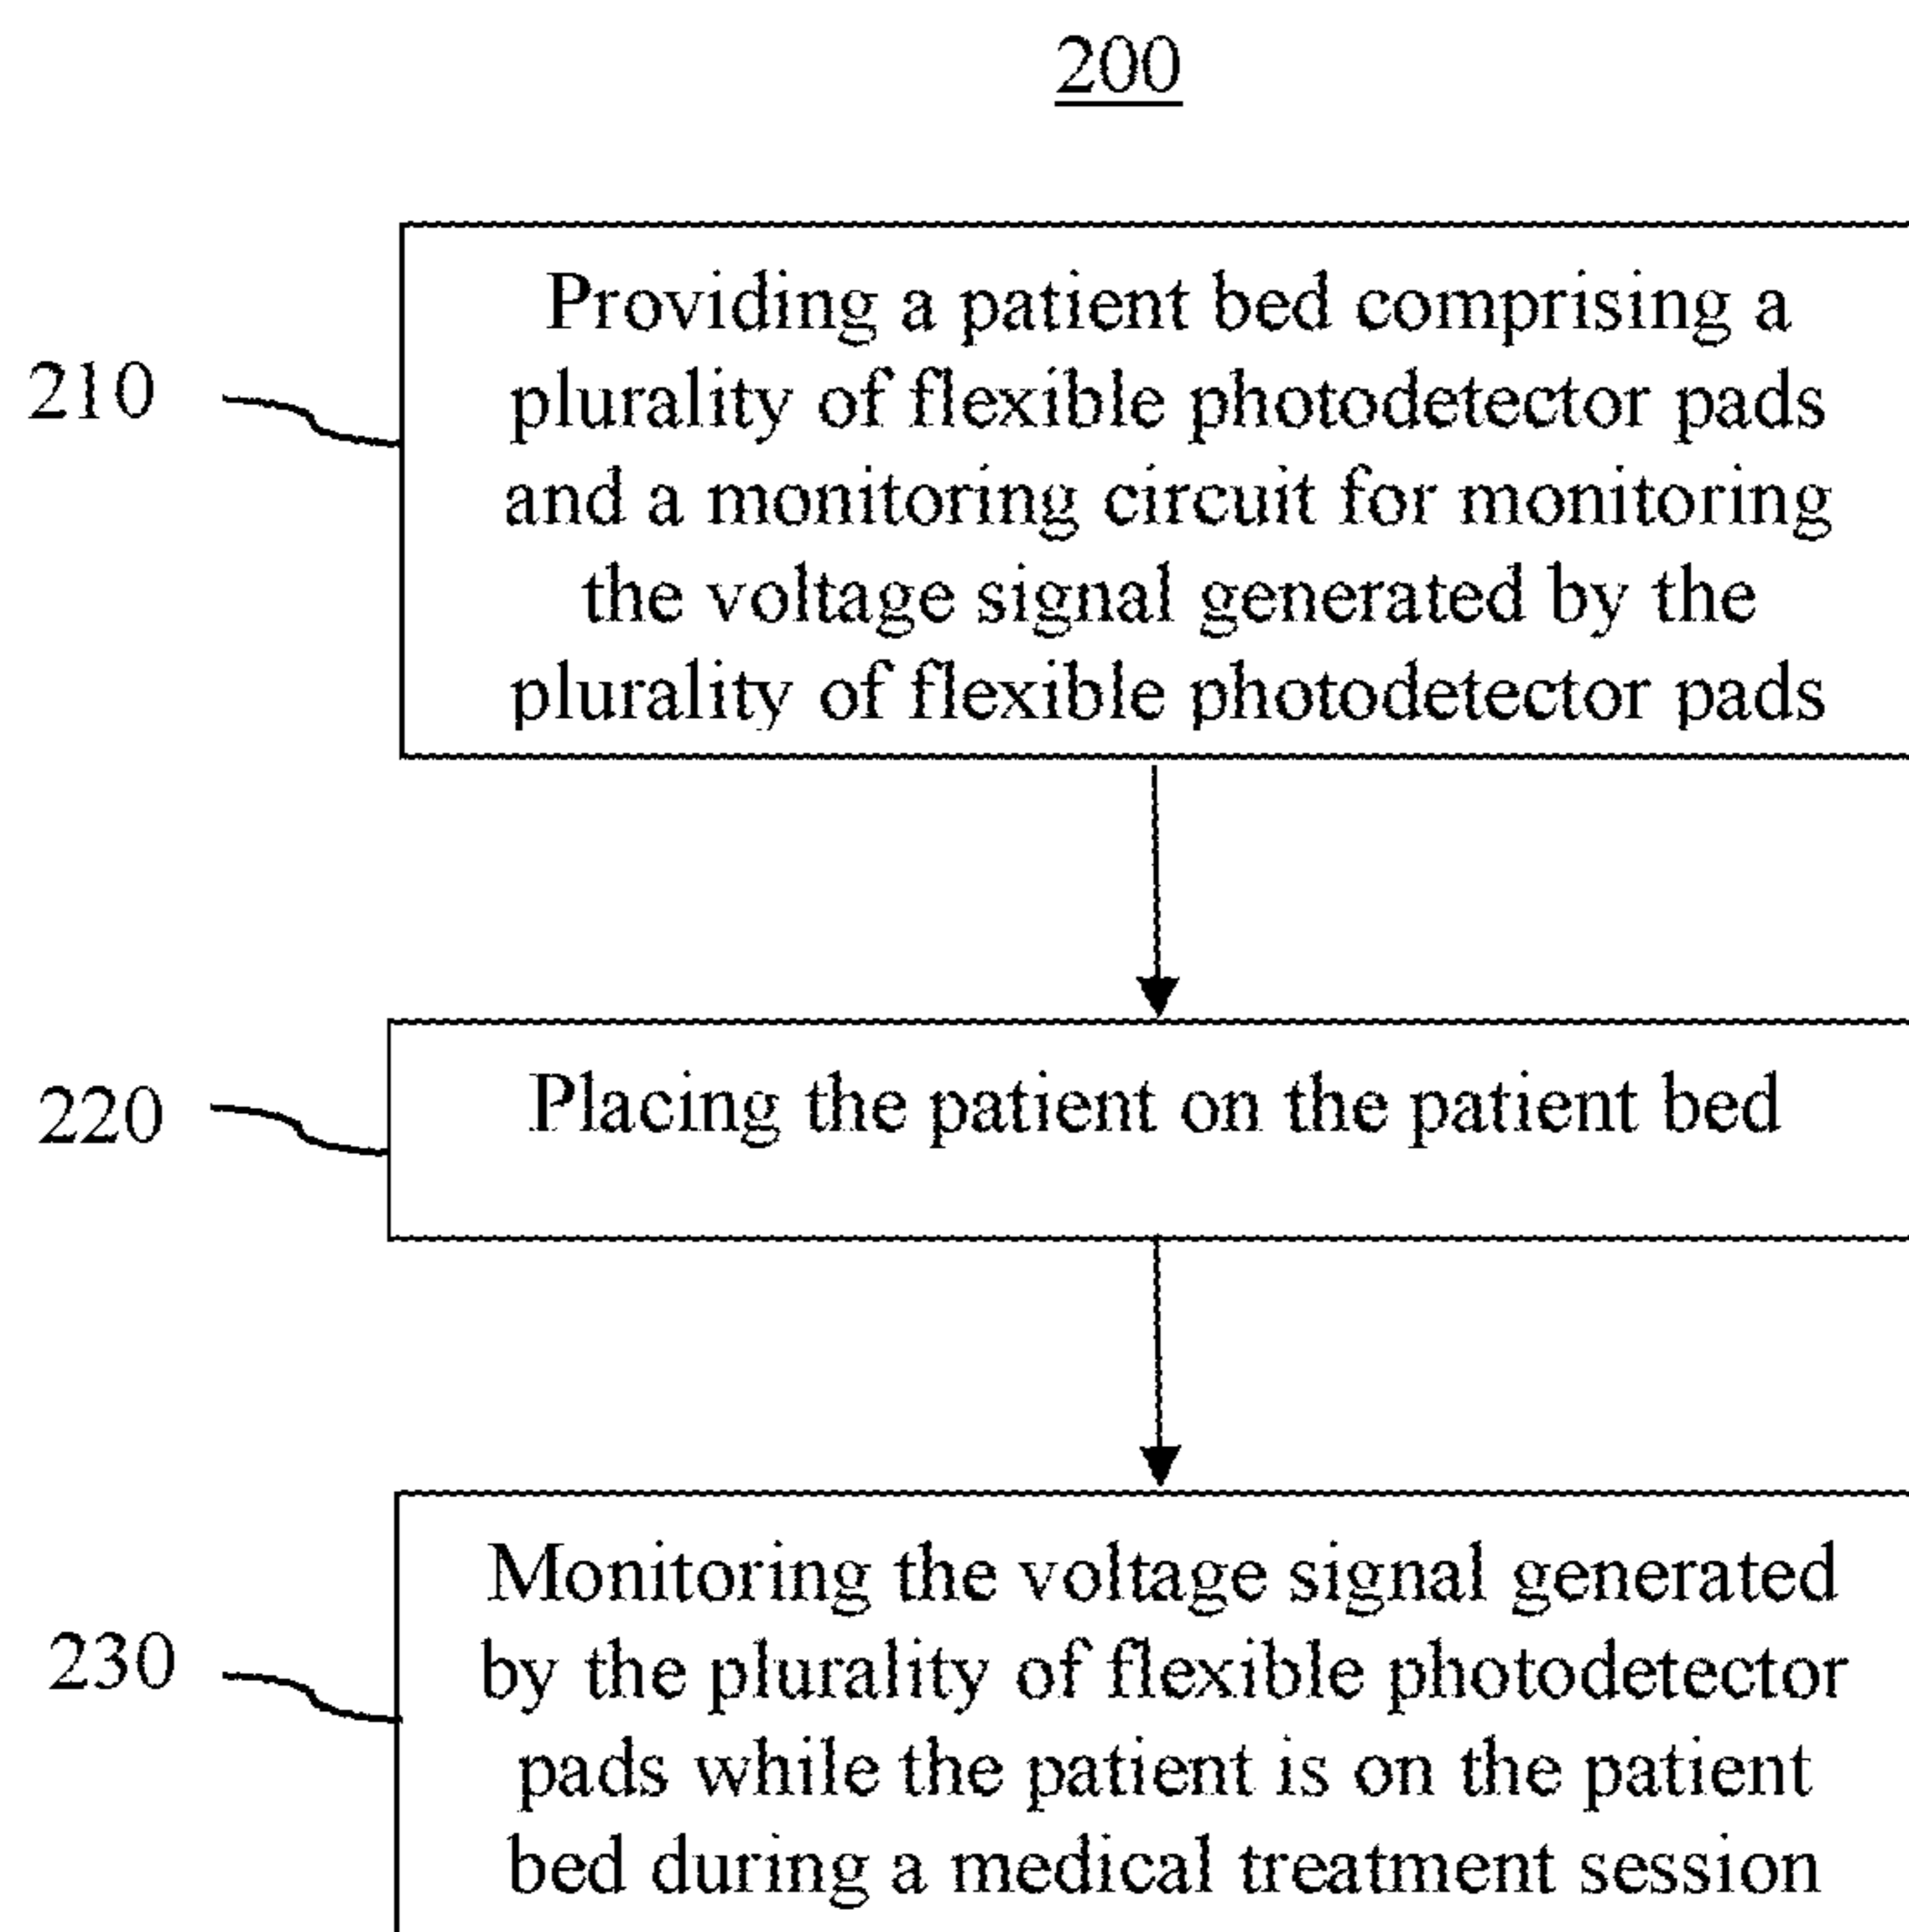 200
210
Providing a patient bed comprising a
plurality of flexible photodetector pads
and a monitoring circuit for monitoring
the voltage signal generated by the
plurality of flexible photodetector pads
220
Placing the patient on the patient bed
230
Monitoring the voltage signal generated
by the plurality of flexible photodetector
pads while the patient is on the patient
bed during a medical treatment session